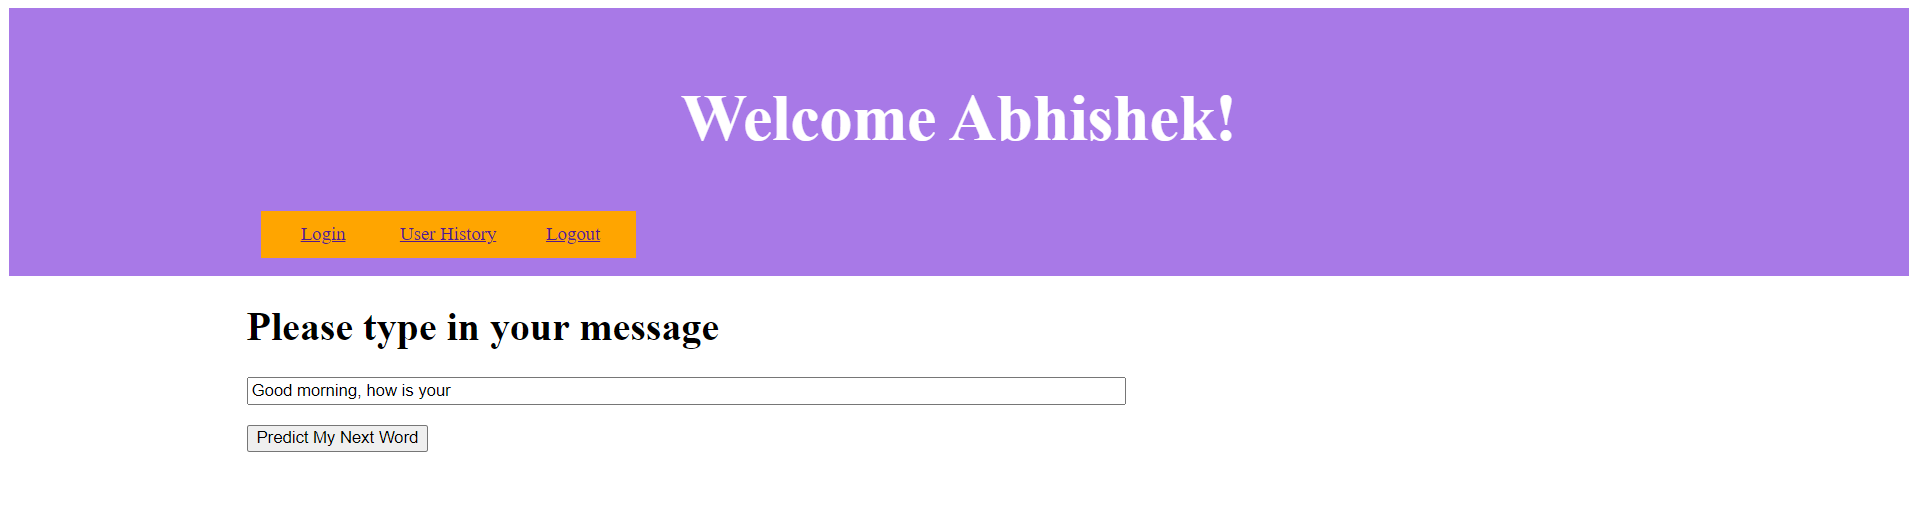 Welcome Abhishek!
Login User History Logout
Please type in your message
Good morning, how is your
Predict My Next Word